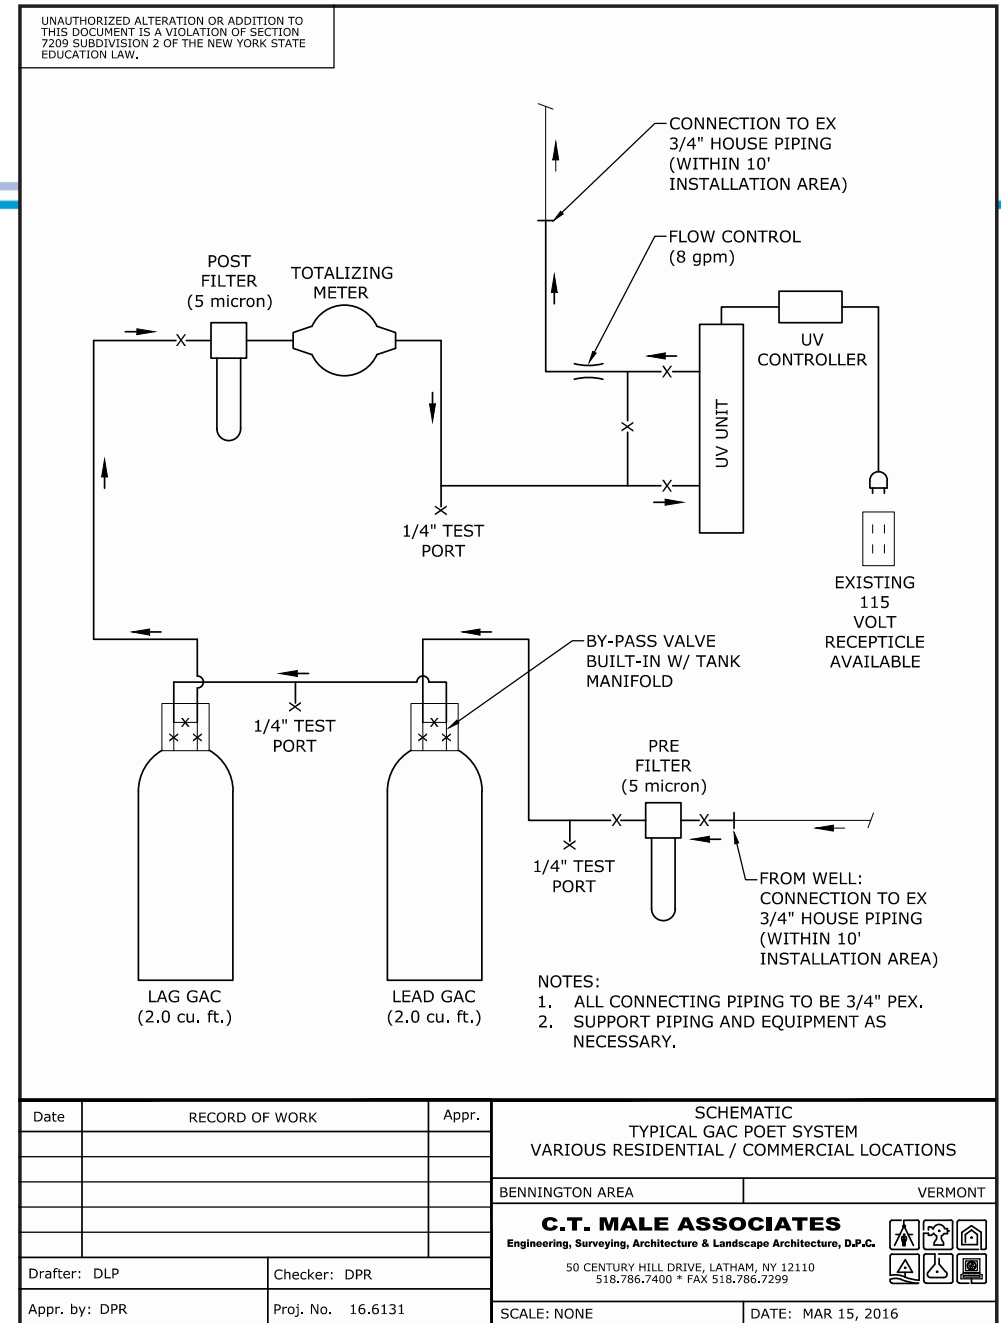 UNAUTHORIZED ALTERATION OR ADDITION TO
THIS DOCUMENT IS A VIOLATION OF SECTION
7209 SUBDIVISION 2 OF THE NEW YORK STATE
EDUCATION LAW.
CONNECTION TO EX
3/4" HOUSE PIPING
(WITHIN 10'
INSTALLATION AREA)
FLOW CONTROL
(8 gpm)
POST
FILTER
(5 micron)
TOTALIZING
METER
UV
CONTROLLER
UV UNIT
1/4" TEST
PORT
EXISTING
115
VOLT
RECEPTICLE
AVAILABLE
BY-PASS VALVE
BUILT-IN W/ TANK
MANIFOLD
1/4" TEST
PORT
PRE
FILTER
(5 micron)
1/4" TEST
PORT
FROM WELL:
CONNECTION TO EX
3/4" HOUSE PIPING
(WITHIN 10'
INSTALLATION AREA)
LAG GAC
(2.0 cu. ft.)
LEAD GAC
(2.0 cu. ft.)
NOTES:
1. ALL CONNECTING PIPING TO BE 3/4" PEX.
2. SUPPORT PIPING AND EQUIPMENT AS
NECESSARY.
Date RECORD OF WORK Appr.
Drafter: DLP Checker: DPR
Appr. by: DPR Proj. No. 16.6131
SCHEMATIC
TYPICAL GAC POET SYSTEM
VARIOUS RESIDENTIAL / COMMERCIAL LOCATIONS
BENNINGTON AREA VERMONT
C.T. MALE ASSOCIATES
Engineering, Surveying, Architecture & Landscape Architecture, D.P.C.
50 CENTURY HILL DRIVE, LATHAM, NY 12110
518.786.7400 * FAX 518.786.7299
SCALE: NONE DATE: MAR 15, 2016